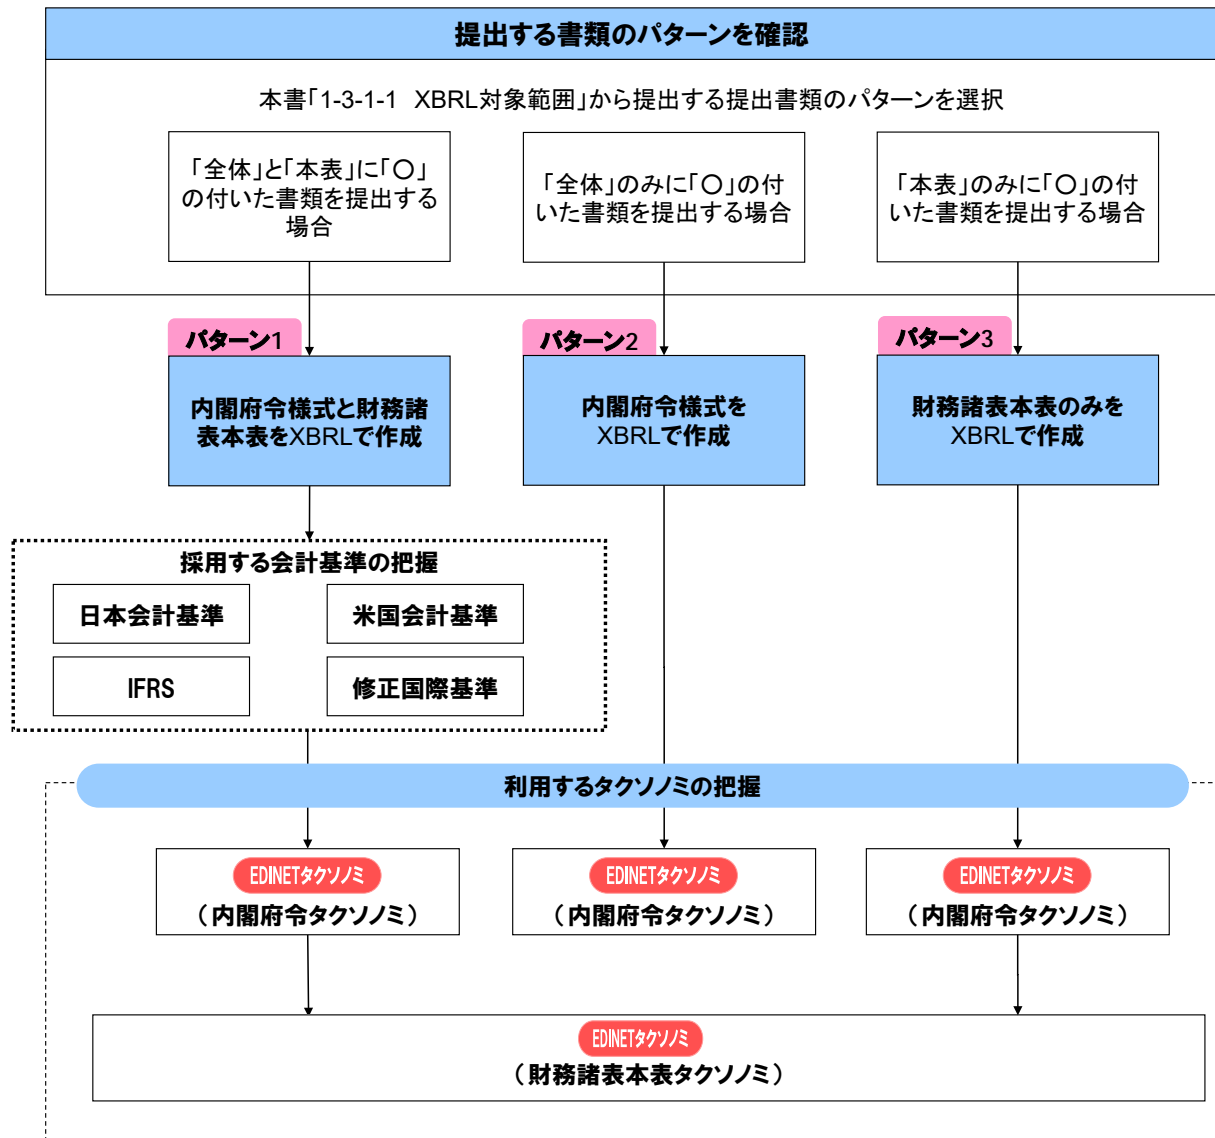 提出する書類のパターンを確認
本書「1-3-1-1 XBRL対象範囲」から提出する提出書類のパターンを選択
「全体」と「本表」に「〇」
の付いた書類を提出する
場合
「全体」のみに「〇」の付
いた書類を提出する場合
「本表」のみに「〇」の付
いた書類を提出する場合
パターン1
パターン2
パターン3
内閣府令様式と財務諸
表本表をXBRLで作成
内閣府令様式を
XBRLで作成
財務諸表本表のみを
XBRLで作成
採用する会計基準の把握
日本会計基準
米国会計基準
IFRS
修正国際基準
利用するタクソノミの把握
EDINETタクソノミ
（内閣府令タクソノミ）
EDINETタクソノミ
（内閣府令タクソノミ）
EDINETタクソノミ
（内閣府令タクソノミ）
EDINETタクソノミ
（財務諸表本表タクソノミ）